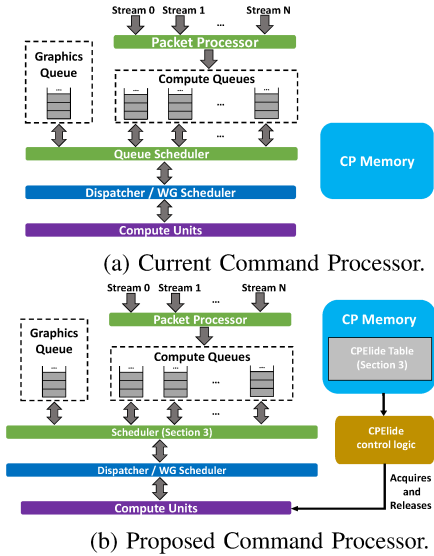 Stream 0 Stream 1 ... Stream N
Packet Processor
Graphics
Queue
Compute Queues
... ... ... ... ...
...
Queue Scheduler
Dispatcher / WG Scheduler
Compute Units
CP Memory
(a) Current Command Processor.
Stream 0 Stream 1 ... Stream N
Packet Processor
Graphics
Queue
Compute Queues
... ... ... ... ...
...
Scheduler (Section 3)
Dispatcher / WG Scheduler
Compute Units
CP Memory
CPElide Table
(Section 3)
CPElide
control logic
Acquires
and
Releases
(b) Proposed Command Processor.